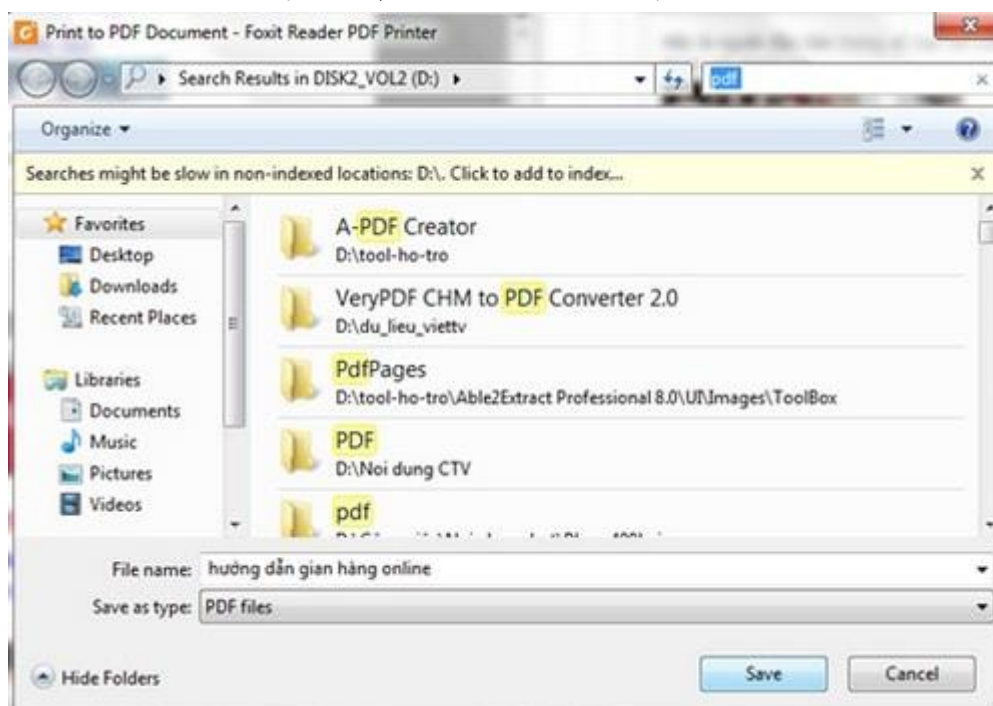 Print to PDF Document - Foxit Reader PDF Printer
Search Results in DISK2_VOL2 (D:)
pdf
Organize
Searches might be slow in non-indexed locations: D:\. Click to add to index...
Favorites
Desktop
Downloads
Recent Places
Libraries
Documents
Music
Pictures
Videos
A-PDF Creator
D:\tool-ho-tro
VeryPDF CHM to PDF Converter 2.0
D:\du_lieu_viettv
PdfPages
D:\tool-ho-tro\Able2Extract Professional 8.0\UI\Images\ToolBox
PDF
D:\Noi dung CTV
pdf
File name: hướng dẫn gian hàng online
Save as type: PDF files
Hide Folders
Save
Cancel